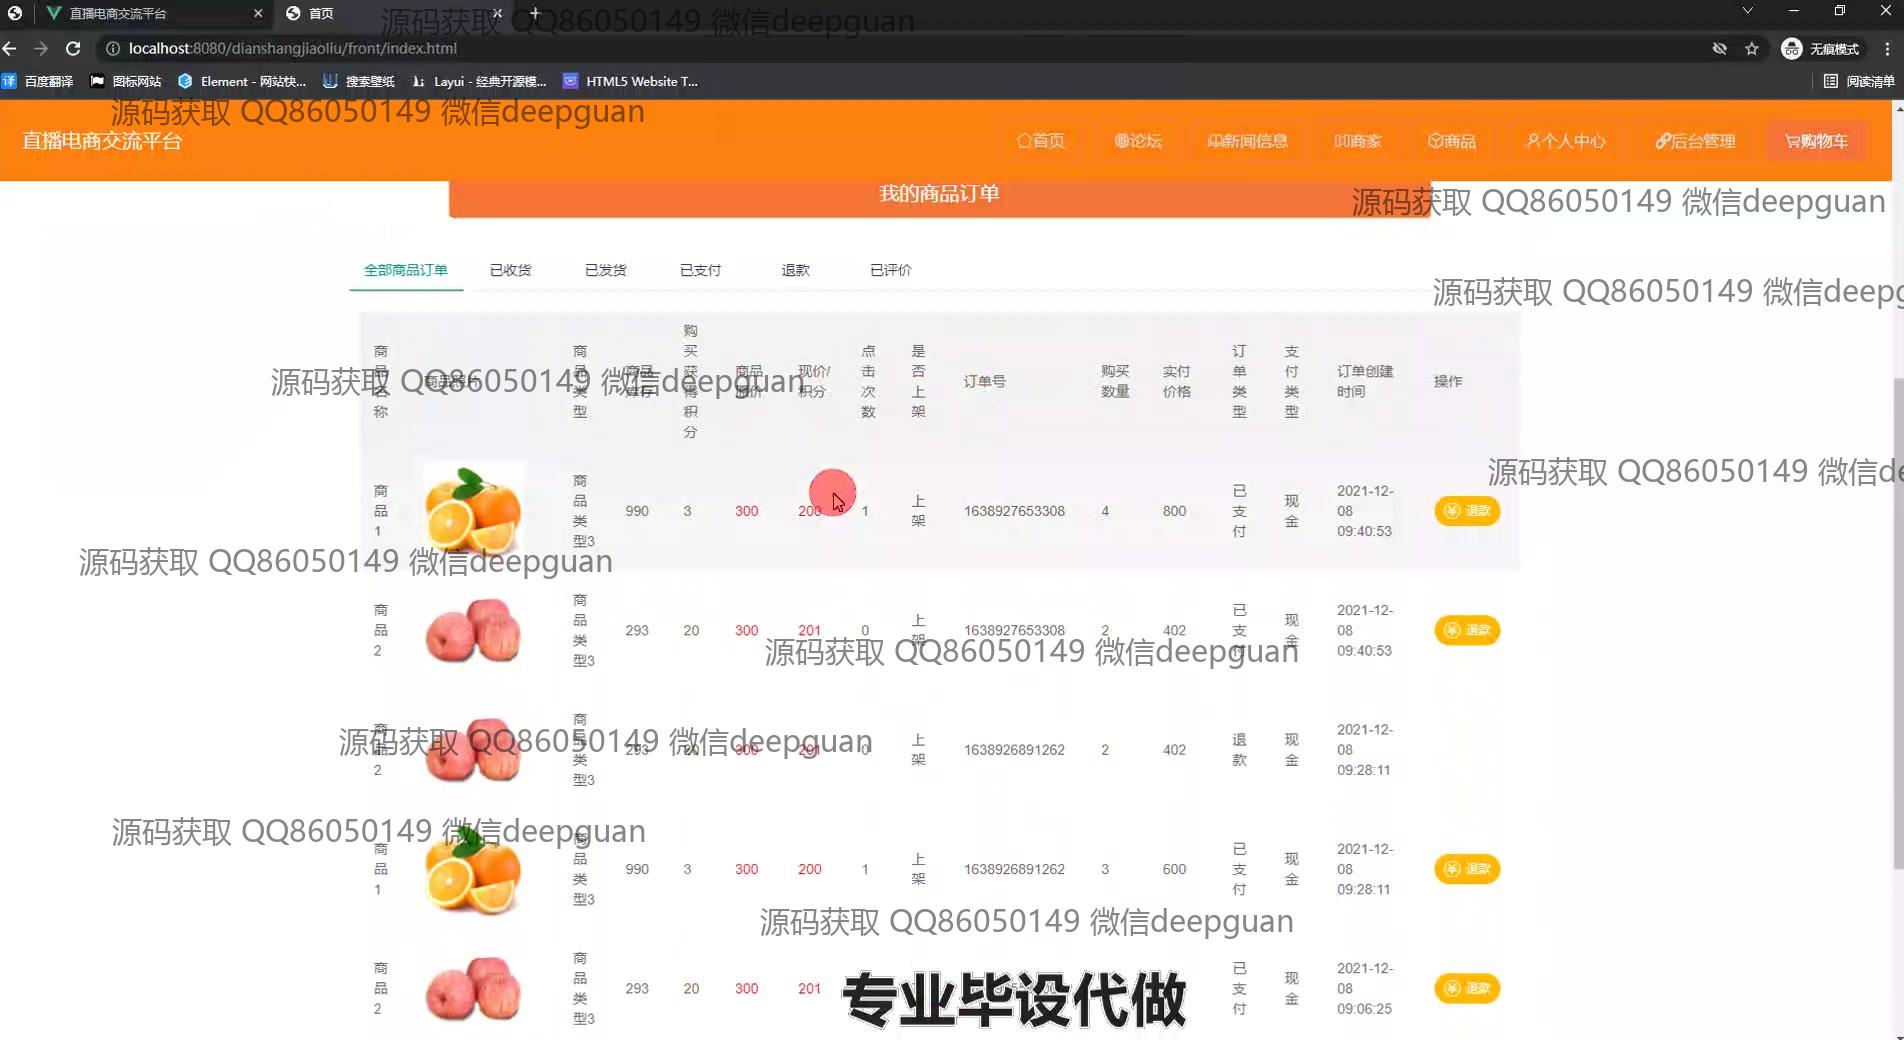 直播电商交流平台
首页
源码获取 QQ86050149 微信deepguan
localhost:8080/dianshangjiaoliu/front/index.html
无痕模式
百度翻译 图标网站 Element - 网站快... 搜索壁纸 Layui - 经典开源模... HTML5 Website T... 阅读清单
源码获取 QQ86050149 微信deepguan
直播电商交流平台 首页 论坛 新闻信息 商家 商品 个人中心 后台管理 购物车
我的商品订单
源码获取 QQ86050149 微信deepguan
全部商品订单 已收货 已发货 已支付 退款 已评价
源码获取 QQ86050149 微信deepg
商品名称 商品照片 商品类型 商品库存 购买获得积分 商品原价 现价/积分 点击次数 是否上架 订单号 购买数量 实付价格 订单类型 支付类型 订单创建时间 操作
源码获取 QQ86050149 微信deepguan
源码获取 QQ86050149 微信de
商品1 商品类型3 990 3 300 200 1 上架 1638927653308 4 800 已支付 现金 2021-12-08 09:40:53 退款
源码获取 QQ86050149 微信deepguan
商品2 商品类型3 293 20 300 201 0 上架 1638927653308 2 402 已支付 现金 2021-12-08 09:40:53 退款
源码获取 QQ86050149 微信deepguan
商品2 商品类型3 293 20 300 201 0 上架 1638926891262 2 402 退款 现金 2021-12-08 09:28:11
源码获取 QQ86050149 微信deepguan
商品1 商品类型3 990 3 300 200 1 上架 1638926891262 3 600 已支付 现金 2021-12-08 09:28:11 退款
源码获取 QQ86050149 微信deepguan
源码获取 QQ86050149 微信deepguan
商品2 商品类型3 293 20 300 201 已支付 现金 2021-12-08 09:06:25 退款
专业毕设代做